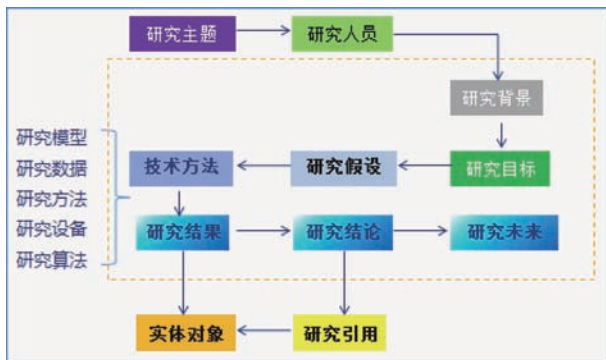 研究主题
研究人员
研究背景
研究模型
研究数据
研究方法
研究设备
研究算法
技术方法
研究假设
研究目标
研究结果
研究结论
研究未来
实体对象
研究引用